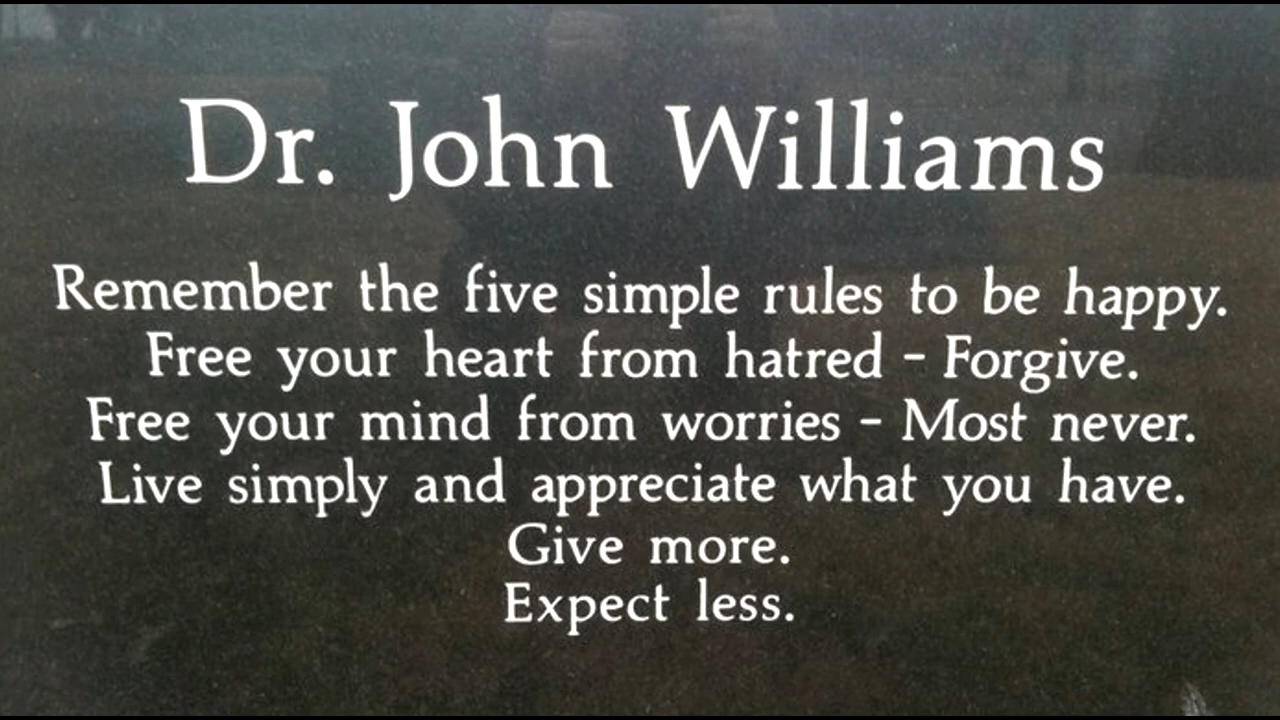 Dr. John Williams
Remember the five simple rules to be happy.
Free your heart from hatred - Forgive.
Free your mind from worries - Most never.
Live simply and appreciate what you have.
Give more.
Expect less.